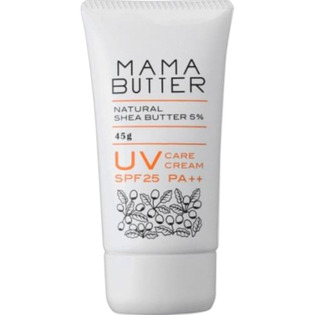 MAMA
BUTTER
NATURAL
SHEA BUTTER 5%
45g
UV CARE
CREAM
SPF25 PA++